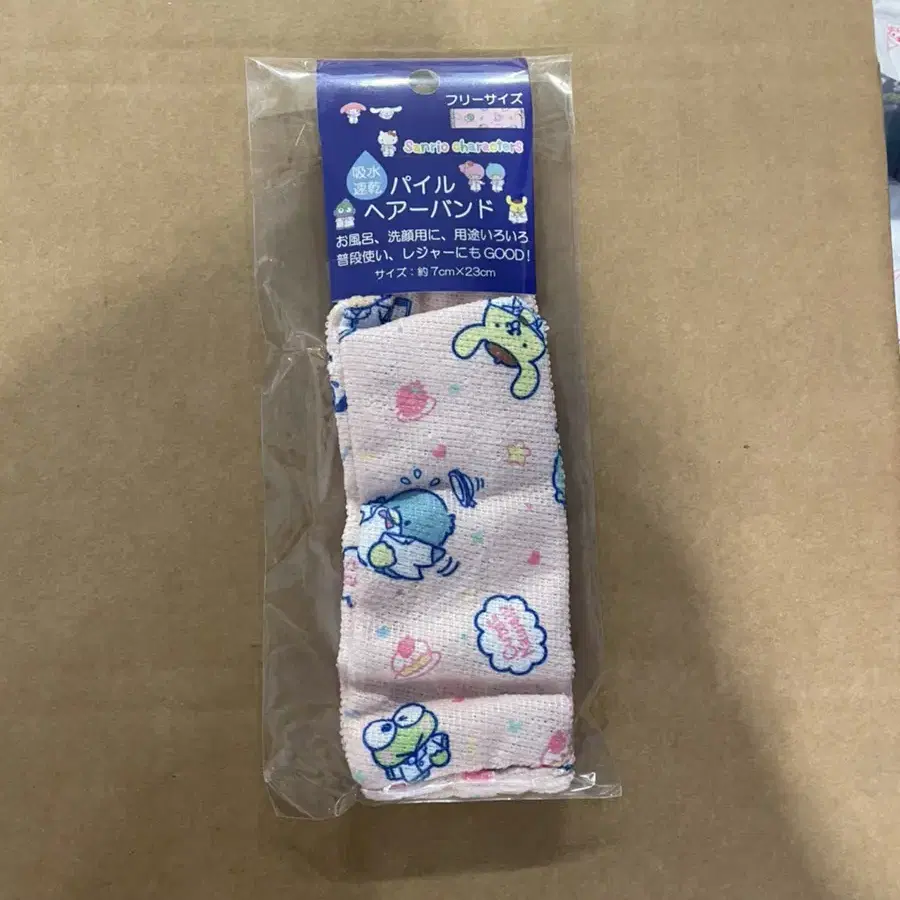 フリーサイズ
Sanrio characters
吸水
速乾
パイル
ヘアーバンド
お風呂、洗顔用に、用途いろいろ
普段使い、レジャーにもGOOD!
サイズ:約7cm×23cm